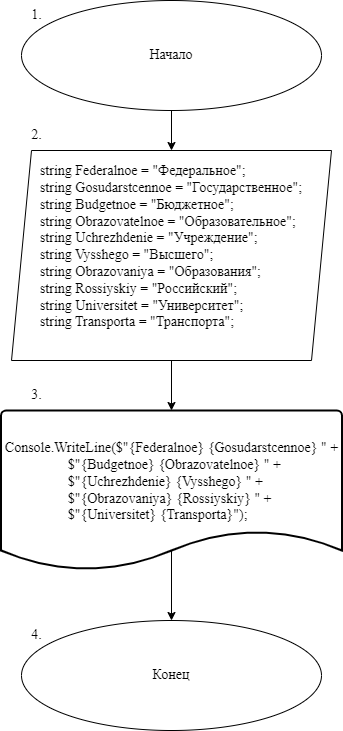 1.
Начало
2.
string Federalnoe = "Федеральное";
string Gosudarstcennoe = "Государственное";
string Budgetnoe = "Бюджетное";
string Obrazovatelnoe = "Образовательное";
string Uchrezhdenie = "Учреждение";
string Vysshego = "Высшего";
string Obrazovaniya = "Образования";
string Rossiyskiy = "Российский";
string Universitet = "Университет";
string Transporta = "Транспорта";
3.
Console.WriteLine($"{Federalnoe} {Gosudarstcennoe} " +
$"{Budgetnoe} {Obrazovatelnoe} " +
$"{Uchrezhdenie} {Vysshego} " +
$"{Obrazovaniya} {Rossiyskiy} " +
$"{Universitet} {Transporta}");
4.
Конец